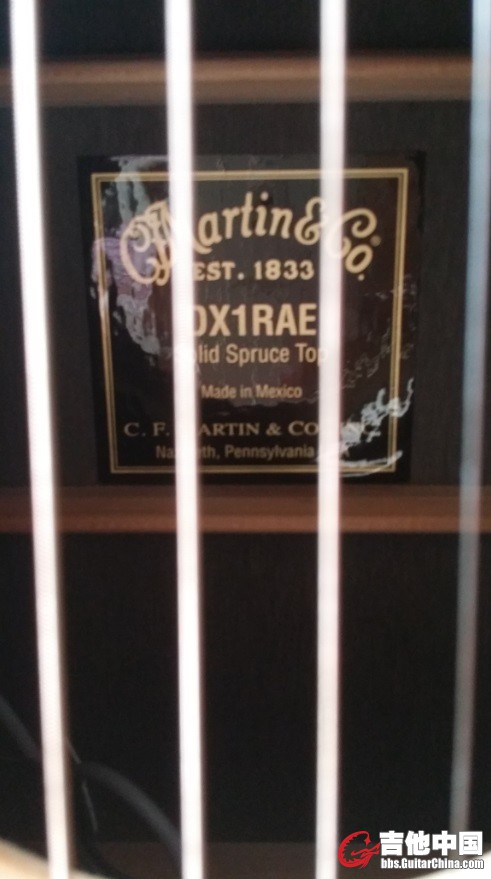 CFMartin & Co.®
EST. 1833
DX1RAE
Solid Spruce Top
Made in Mexico
C. F. MARTIN & CO., INC.
Nazareth, Pennsylvania
吉他中国
bbs.GuitarChina.com